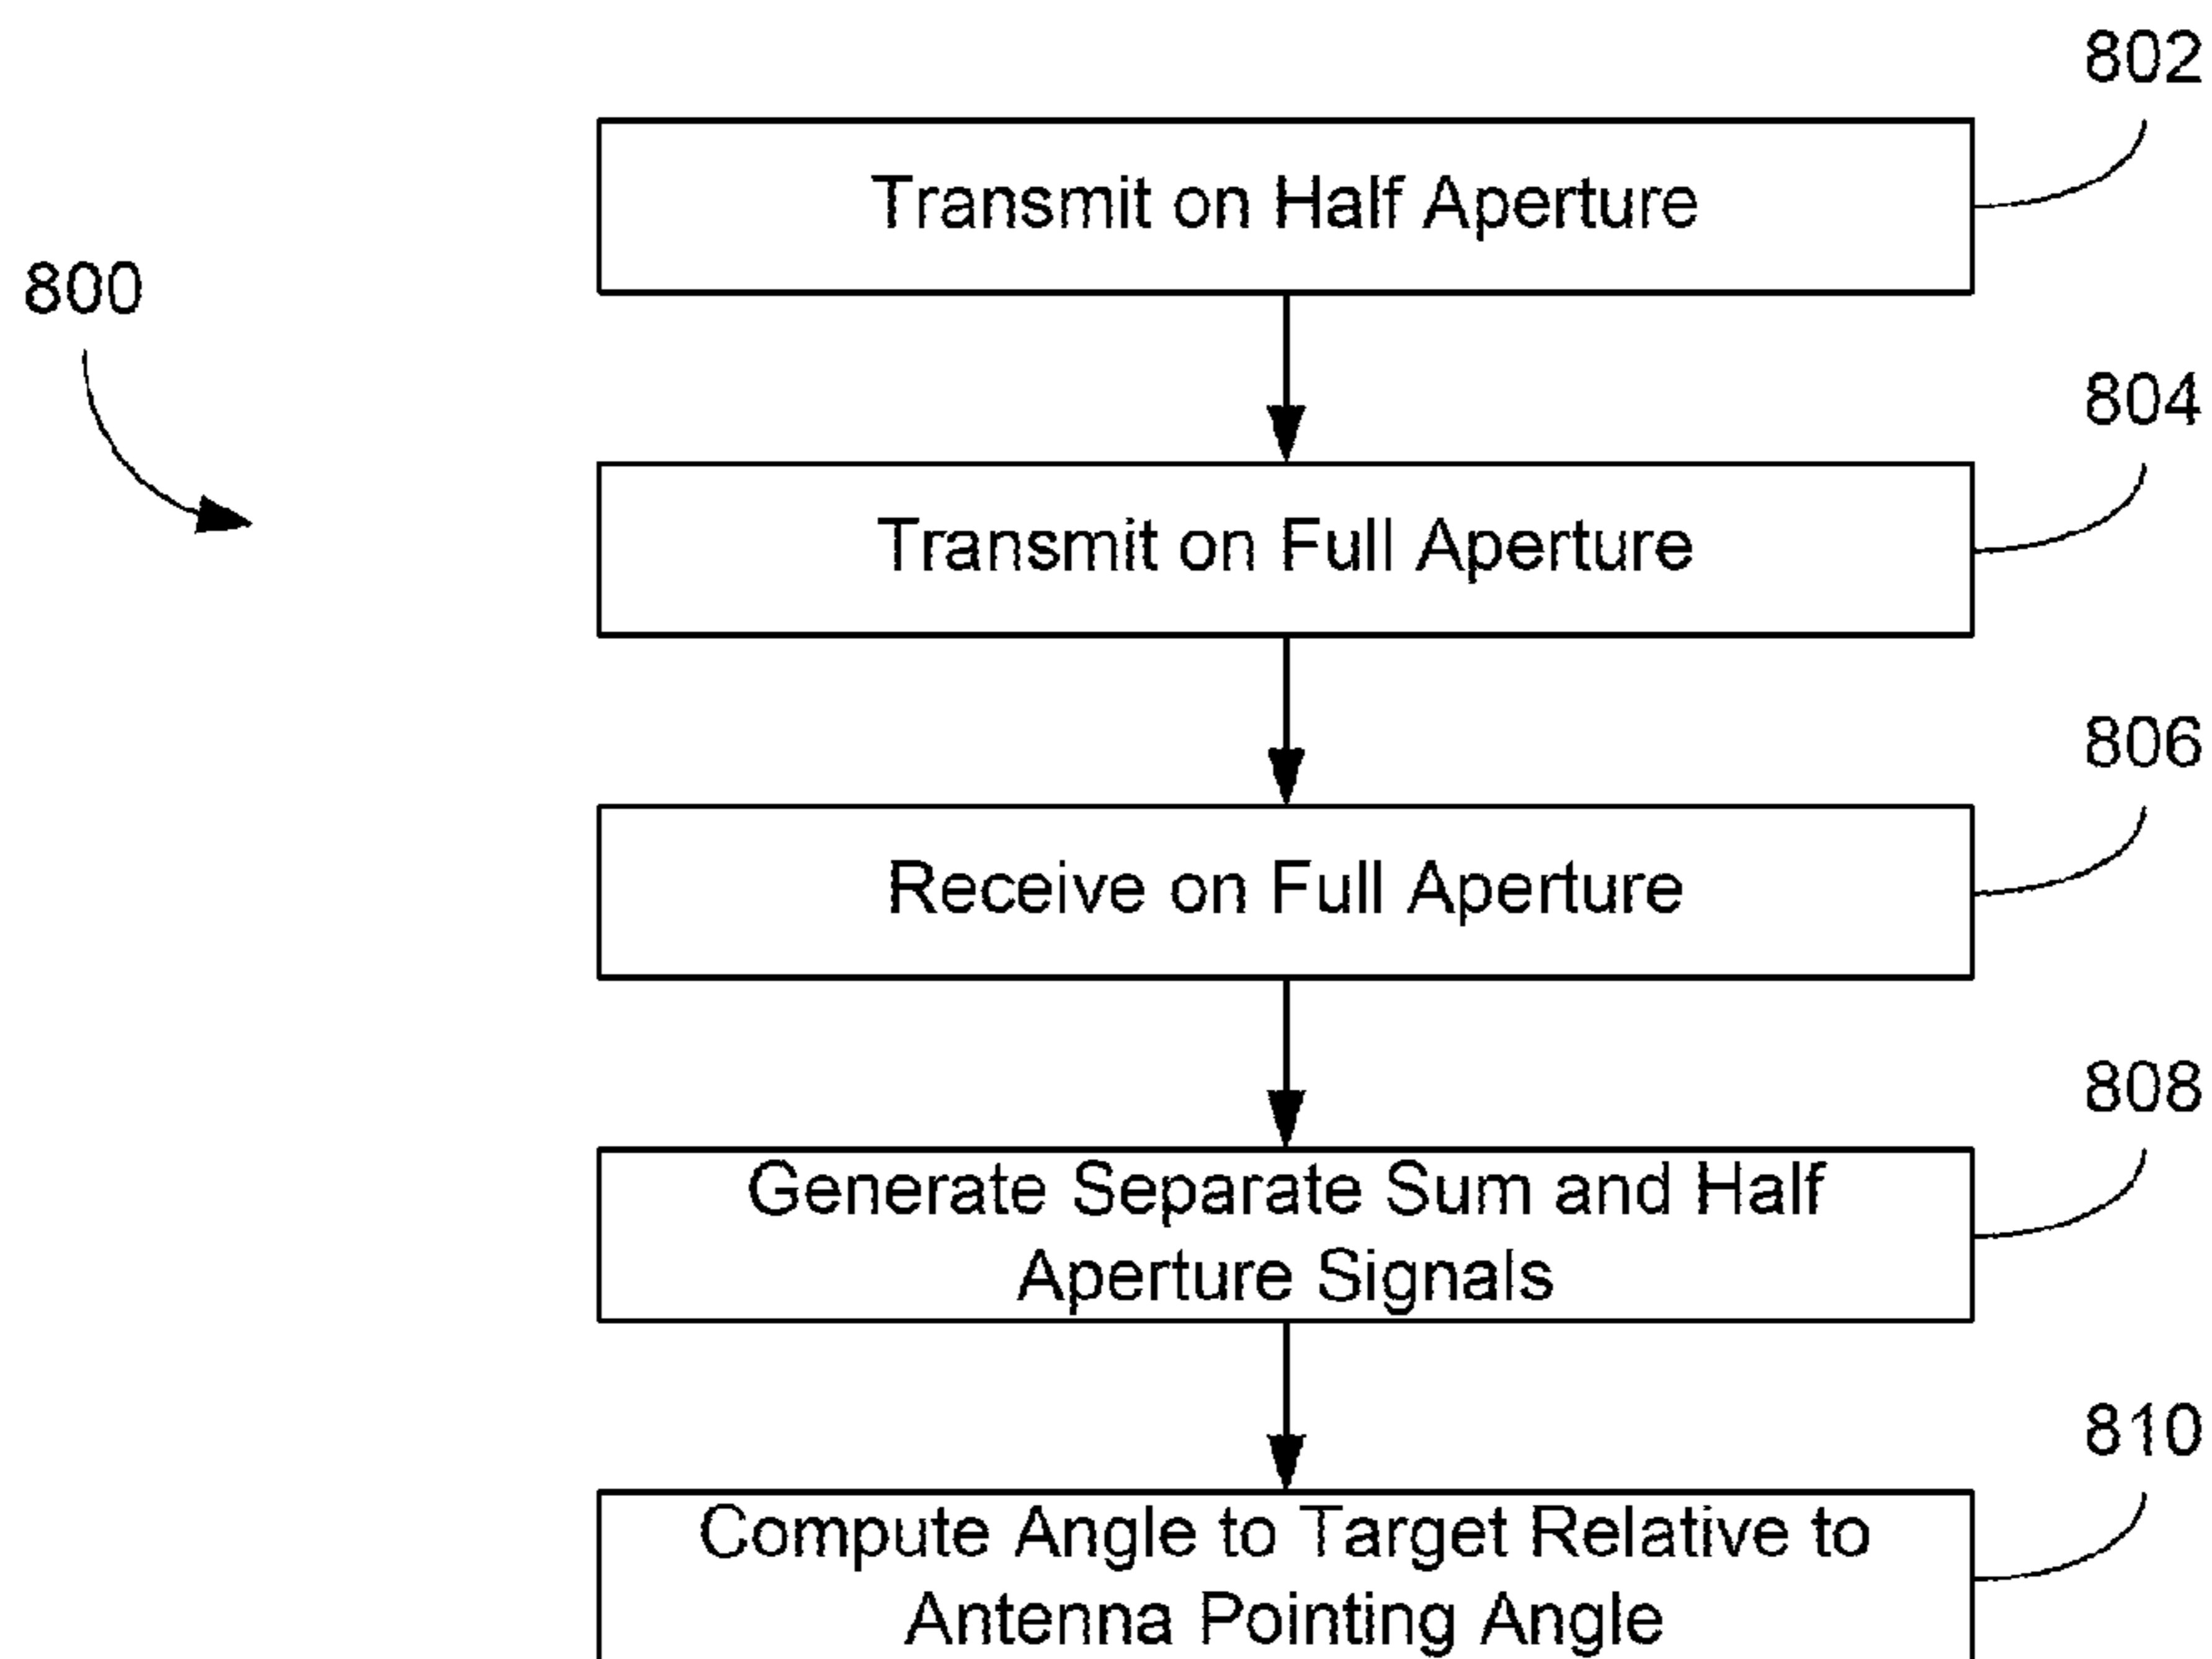 802
Transmit on Half Aperture
800
804
Transmit on Full Aperture
806
Receive on Full Aperture
808
Generate Separate Sum and Half
Aperture Signals
810
Compute Angle to Target Relative to
Antenna Pointing Angle